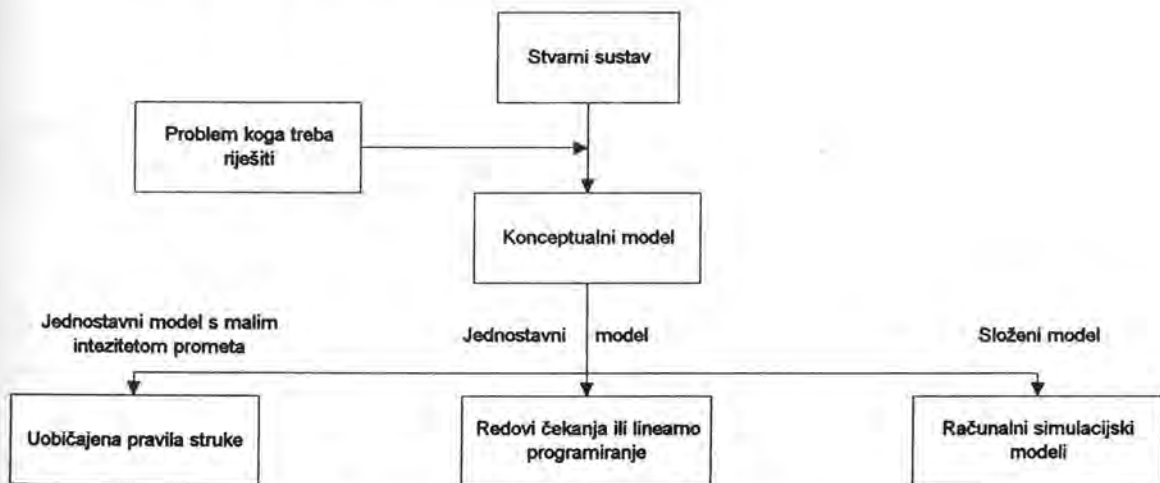 Stvarni sustav
Problem koga treba
riješiti
Konceptualni model
Jednostavni model s malim
intezitetom prometa
Jednostavni model
Složeni model
Uobičajena pravila struke
Redovi čekanja ili linearno
programiranje
Računalni simulacijski
modeli